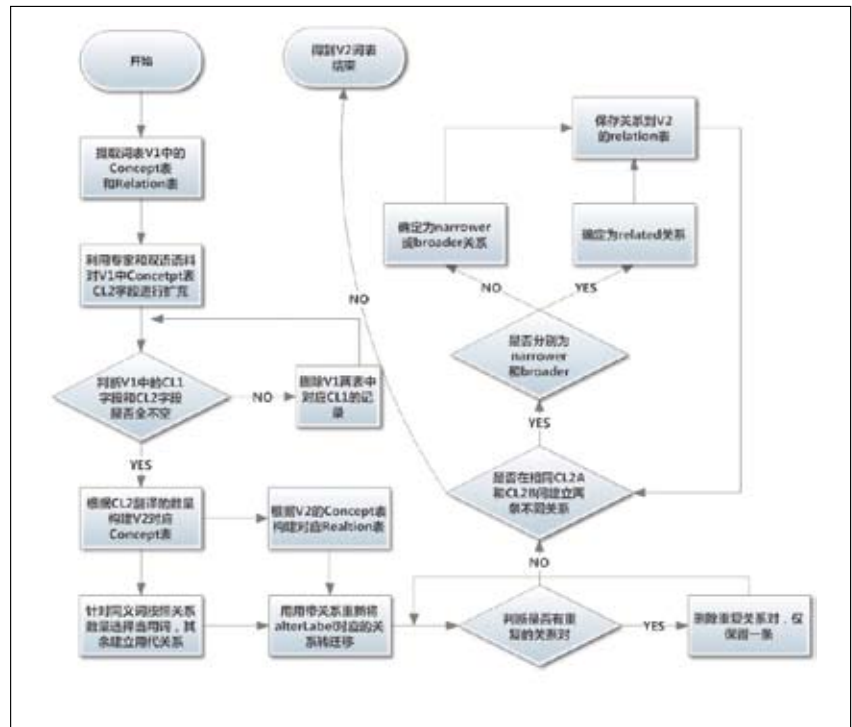 开始
得到V2词表
结束
提取词表V1中的
Concept表
和Relation表
保存关系到V2
的relation表
确定为narrower
或broader关系
确定为related关系
利用专家和双语语料
对V1中Concetpt表
CL2字段进行扩充
NO
YES
NO
是否分别为
narrower
和broader
判断V1中的CL1
字段和CL2字段
是否全不空
NO
删除V1两表中
对应CL1的记
录
YES
YES
是否在相同CL2A
和CL2B间建立两
条不同关系
根据CL2翻译的数量
构建V2对应
Concept表
根据V2的Concept表
构建对应Realtion表
NO
针对同义词按照关系
数量选择当用词，其
余建立用代关系
用用带关系重新将
alterLabel对应的关
系转迁移
判断是否有重
复的关系对
YES
删除重复关系对，仅
保留一条